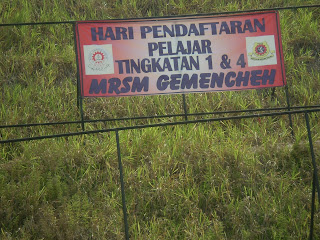 HARI PENDAFTARAN
PELAJAR
TINGKATAN 1 & 4
MRSM GEMENCHEH